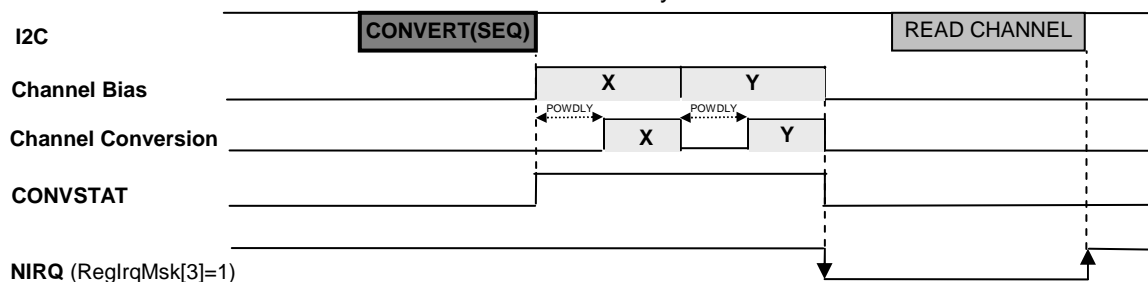 I2C CONVERT(SEQ) READ CHANNEL
Channel Bias X Y
POWDLY POWDLY
Channel Conversion X Y
CONVSTAT
NIRQ (RegIrqMsk[3]=1)